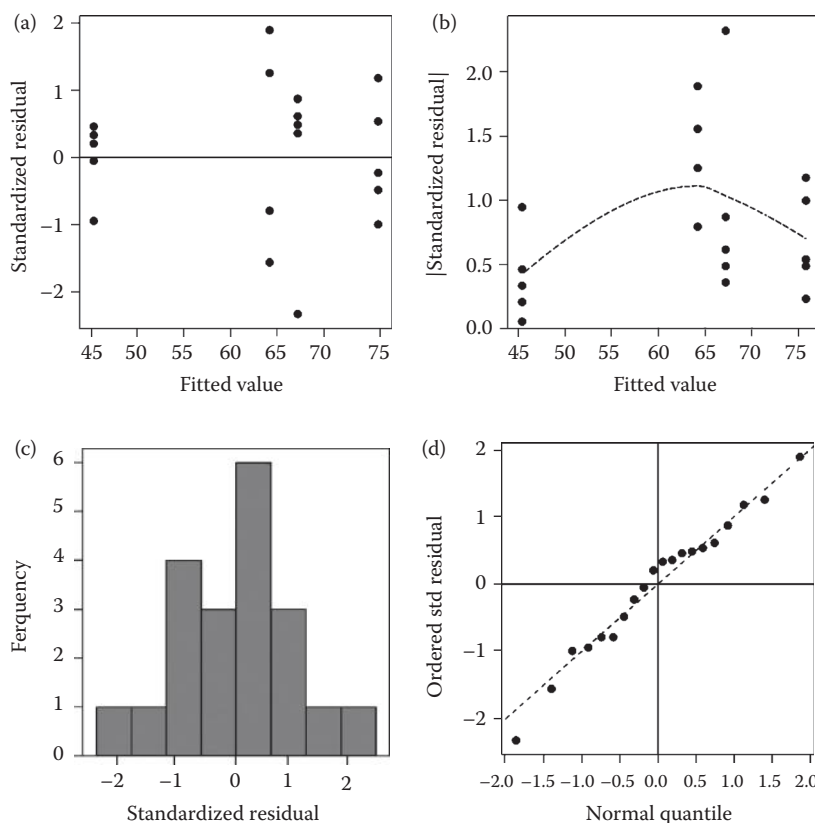 (a)
2
1
0
−1
−2
Standardized residual
45 50 55 60 65 70 75
Fitted value
(b)
2.0
1.5
1.0
0.5
0.0
|Standardized residual|
45 50 55 60 65 70 75
Fitted value
(c)
6
5
4
3
2
1
0
Ferquency
−2 −1 0 1 2
Standardized residual
(d)
2
1
0
−1
−2
Ordered std residual
−2.0 −1.5 −1.0 −0.5 0.0 0.5 1.0 1.5 2.0
Normal quantile